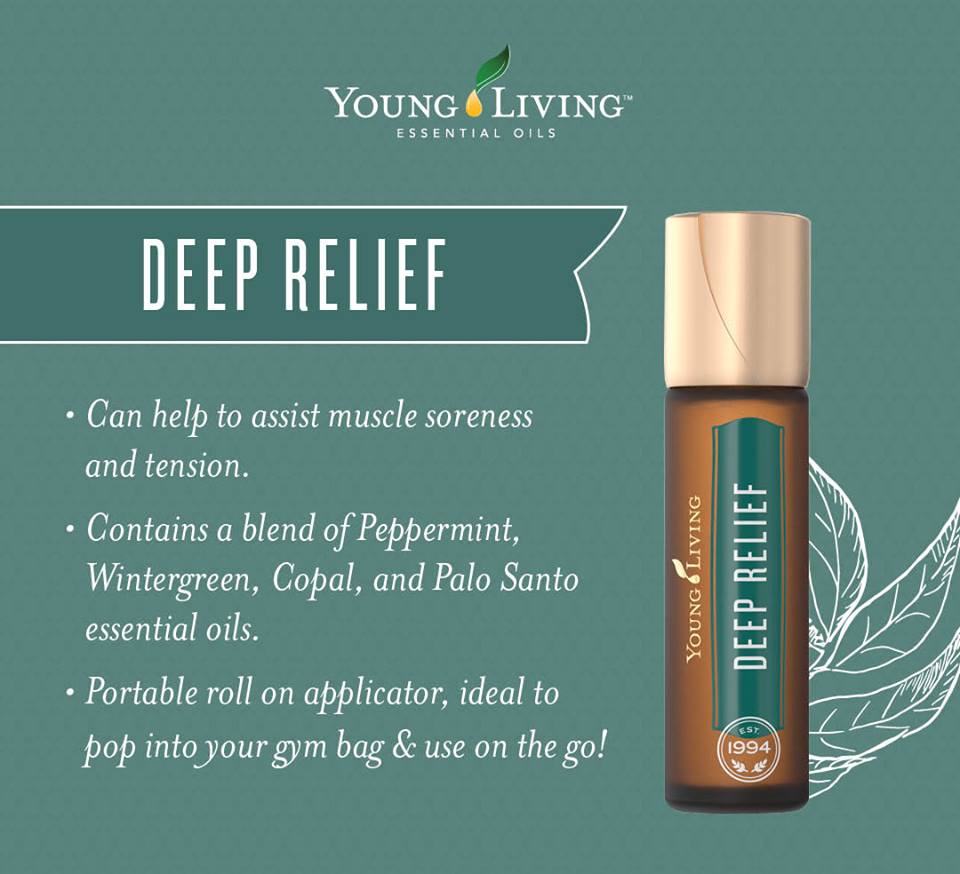 YOUNG LIVING™
ESSENTIAL OILS
DEEP RELIEF
• Can help to assist muscle soreness
and tension.
• Contains a blend of Peppermint,
Wintergreen, Copal, and Palo Santo
essential oils.
• Portable roll on applicator, ideal to
pop into your gym bag & use on the go!
YOUNG LIVING
DEEP RELIEF
EST.
1994